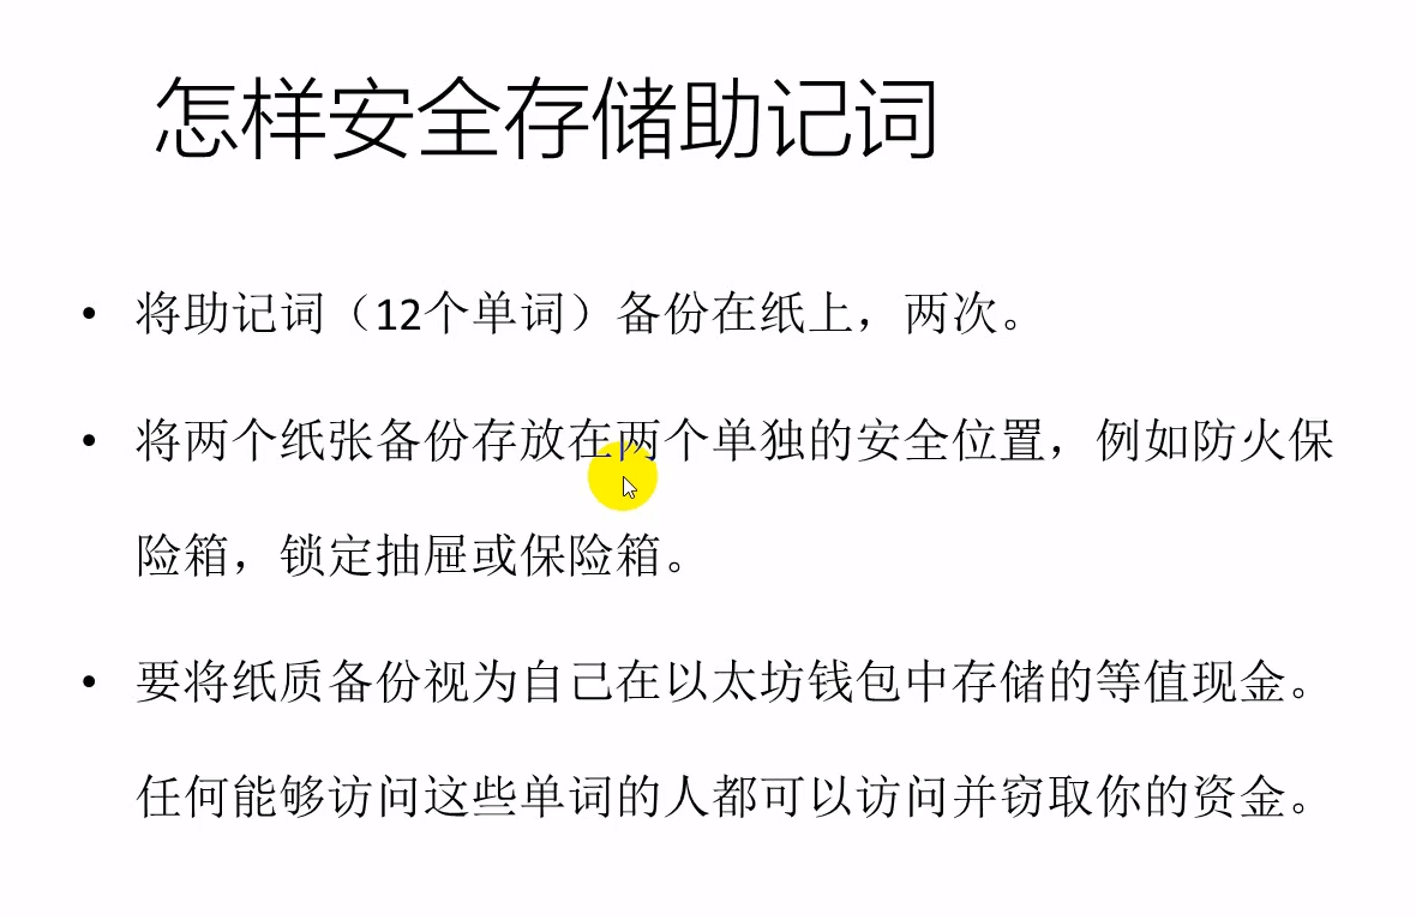 怎样安全存储助记词
• 将助记词（12个单词）备份在纸上，两次。
• 将两个纸张备份存放在两个单独的安全位置，例如防火保
险箱，锁定抽屉或保险箱。
• 要将纸质备份视为自己在以太坊钱包中存储的等值现金。
任何能够访问这些单词的人都可以访问并窃取你的资金。